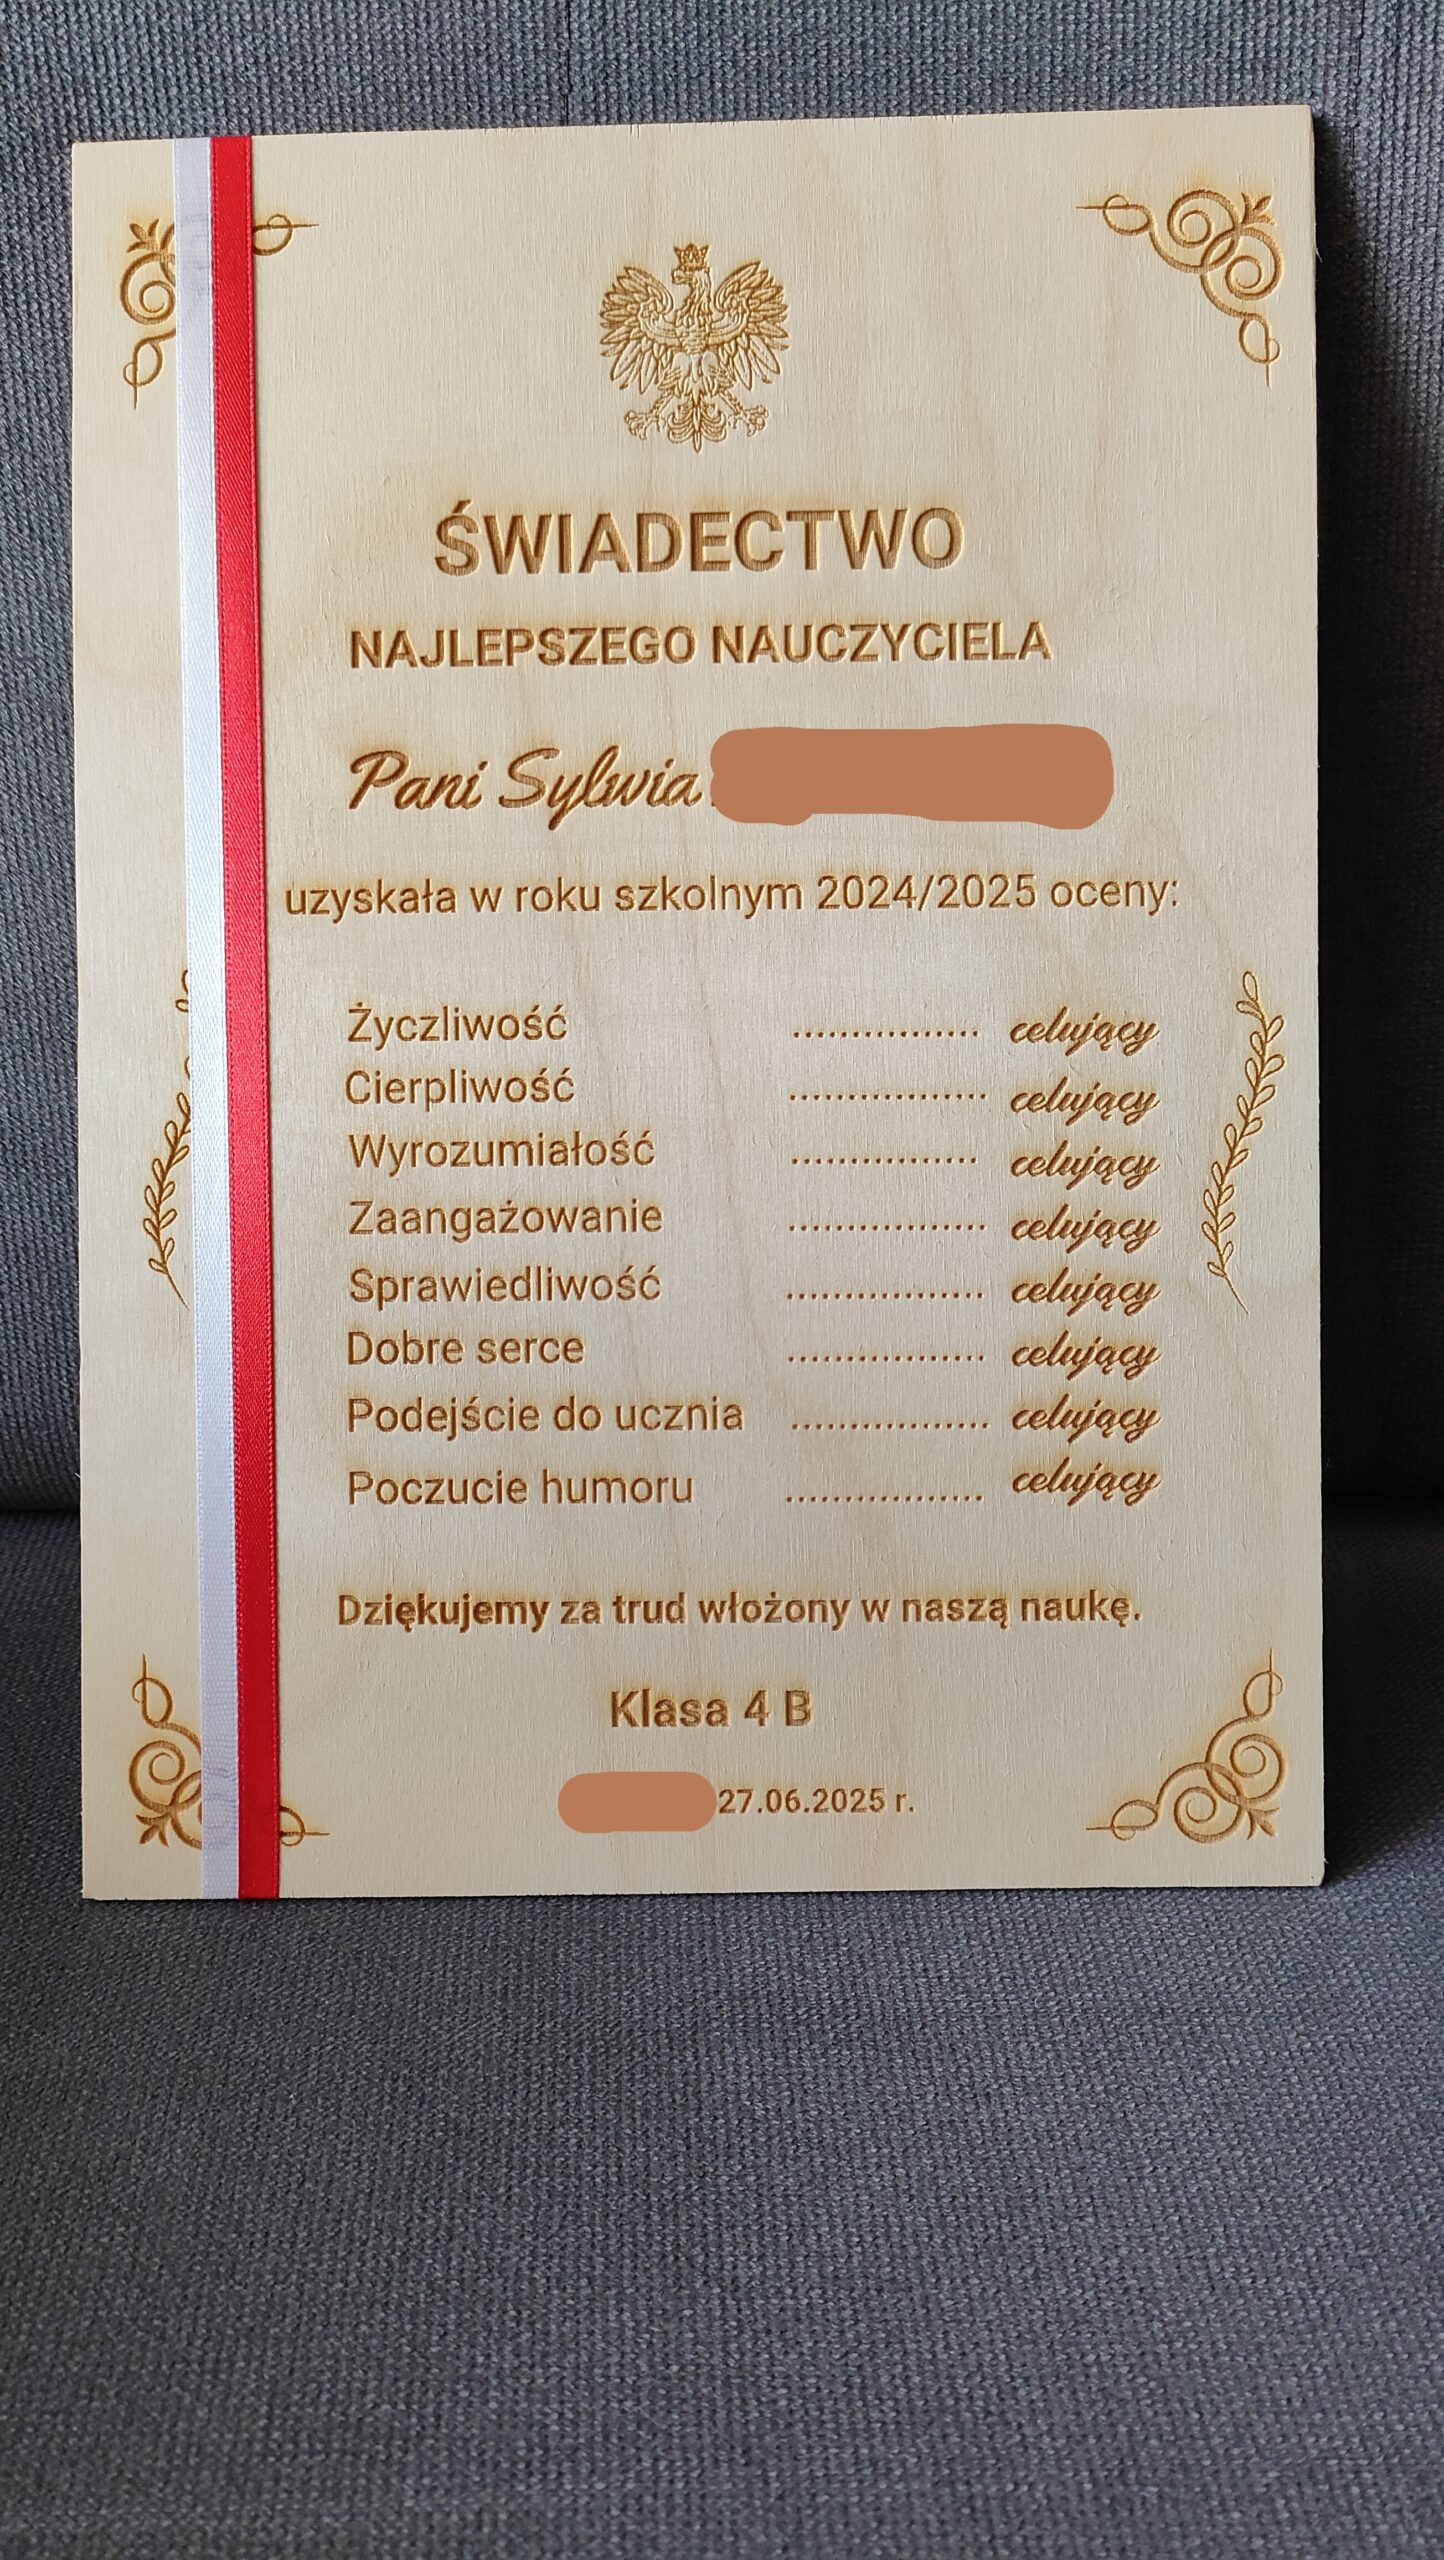 ŚWIADECTWO
NAJLEPSZEGO NAUCZYCIELA
Pani Sylwia
uzyskała w roku szkolnym 2024/2025 oceny:
Życzliwość ................ celujący
Cierpliwość ................. celujący
Wyrozumiałość ................ celujący
Zaangażowanie ................. celujący
Sprawiedliwość ................. celujący
Dobre serce ................. celujący
Podejście do ucznia ................. celujący
Poczucie humoru ................. celujący
Dziękujemy za trud włożony w naszą naukę.
Klasa 4 B
27.06.2025 r.